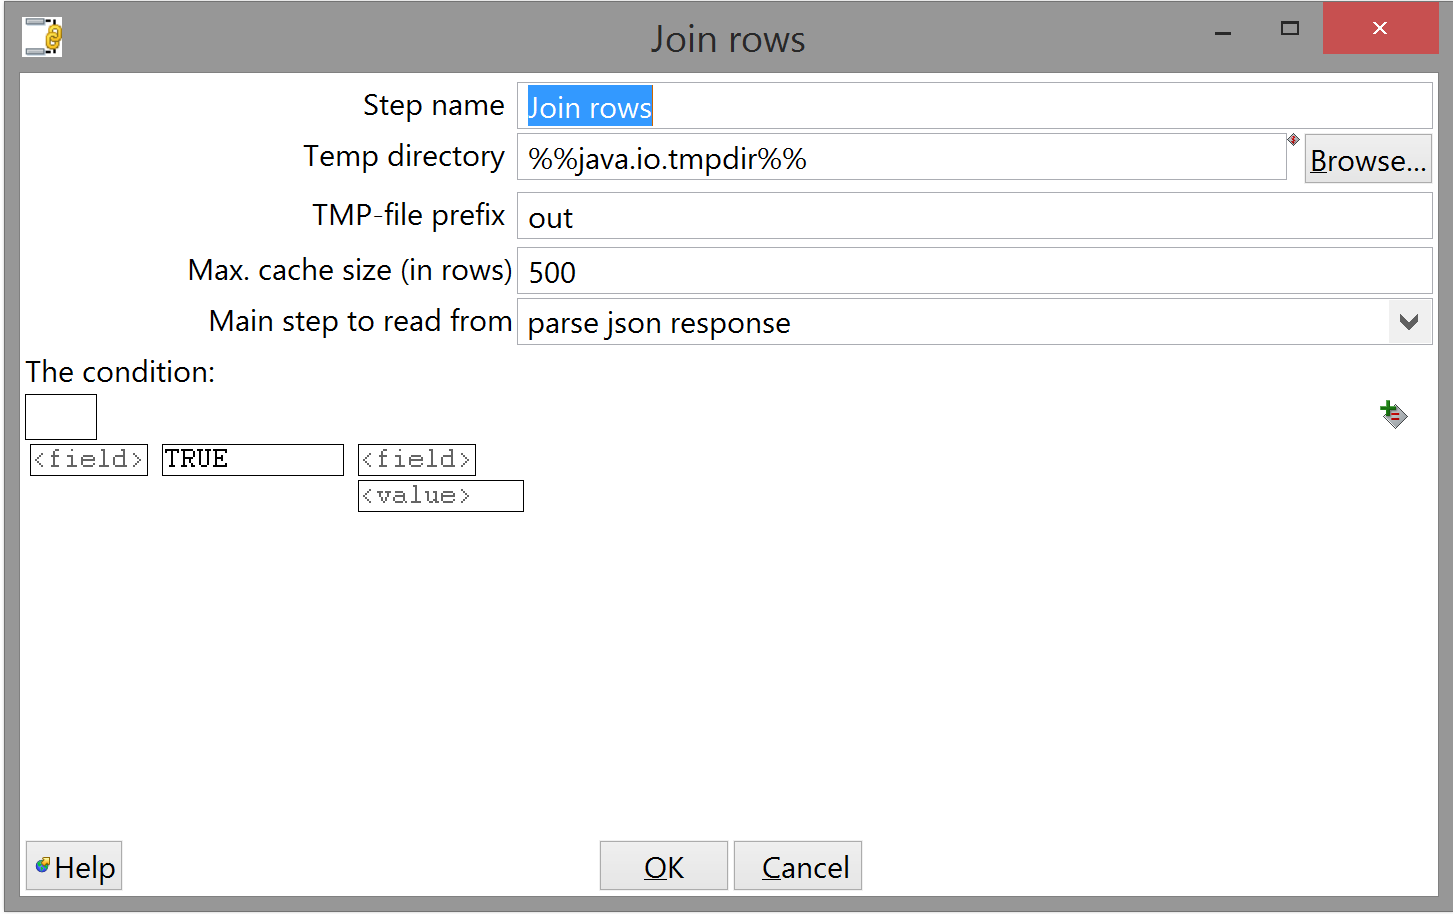 Join rows
Step name Join rows
Temp directory %%java.io.tmpdir%% Browse...
TMP-file prefix out
Max. cache size (in rows) 500
Main step to read from parse json response
The condition:
<field> TRUE <field>
<value>
Help OK Cancel